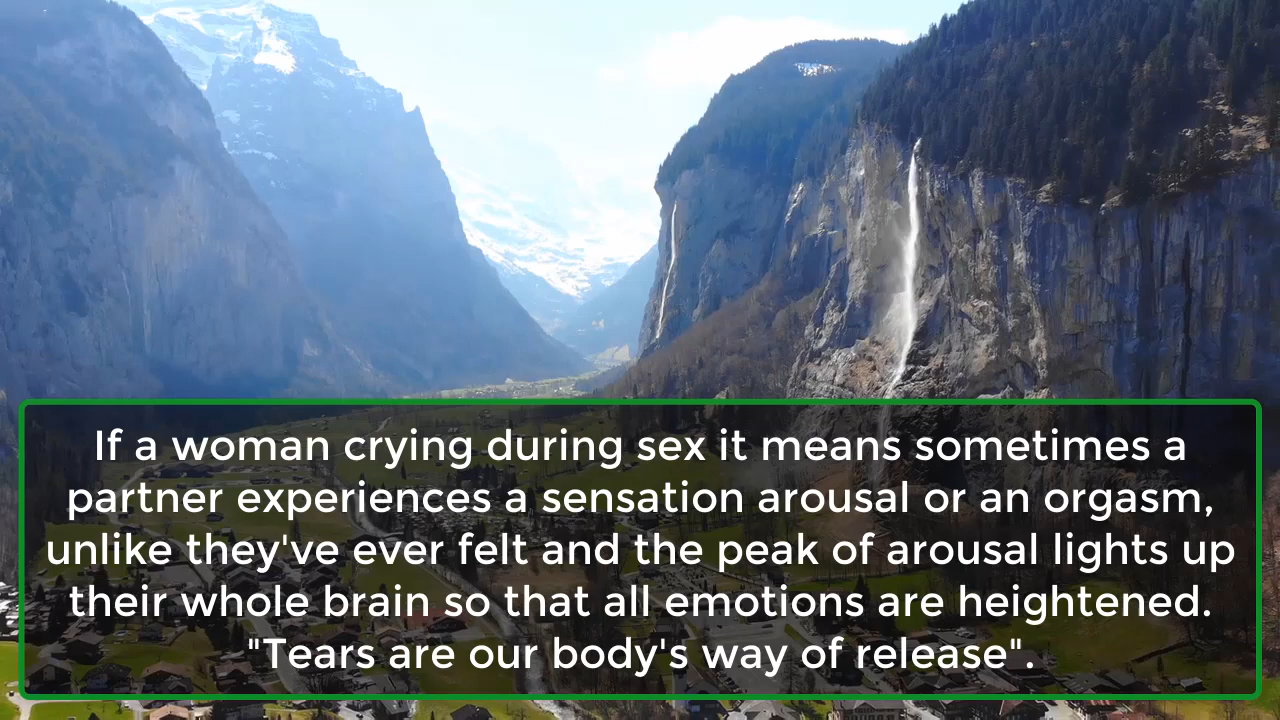 If a woman crying during sex it means sometimes a
partner experiences a sensation arousal or an orgasm,
unlike they've ever felt and the peak of arousal lights up
their whole brain so that all emotions are heightened.
"Tears are our body's way of release".